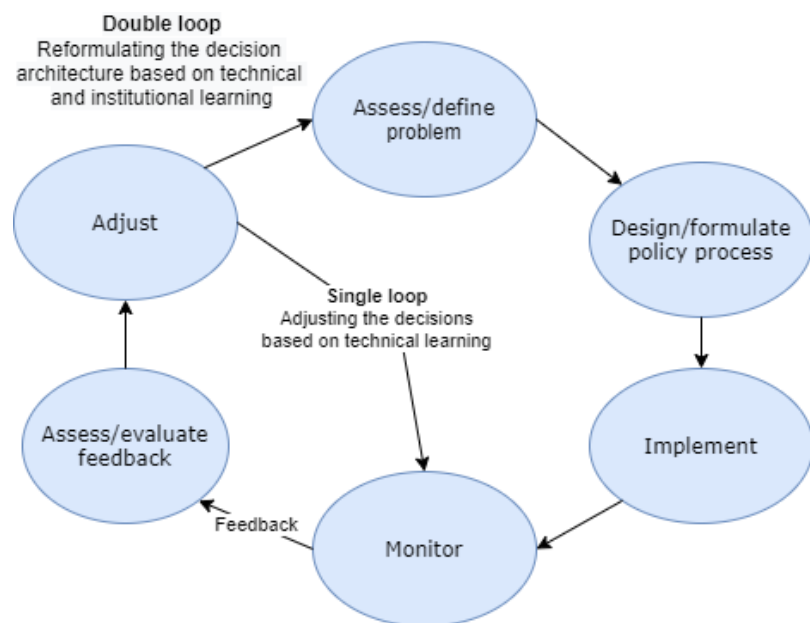 Double loop
Reformulating the decision
architecture based on technical
and institutional learning
Assess/define
problem
Adjust
Design/formulate
policy process
Single loop
Adjusting the decisions
based on technical learning
Assess/evaluate
feedback
Implement
Feedback
Monitor